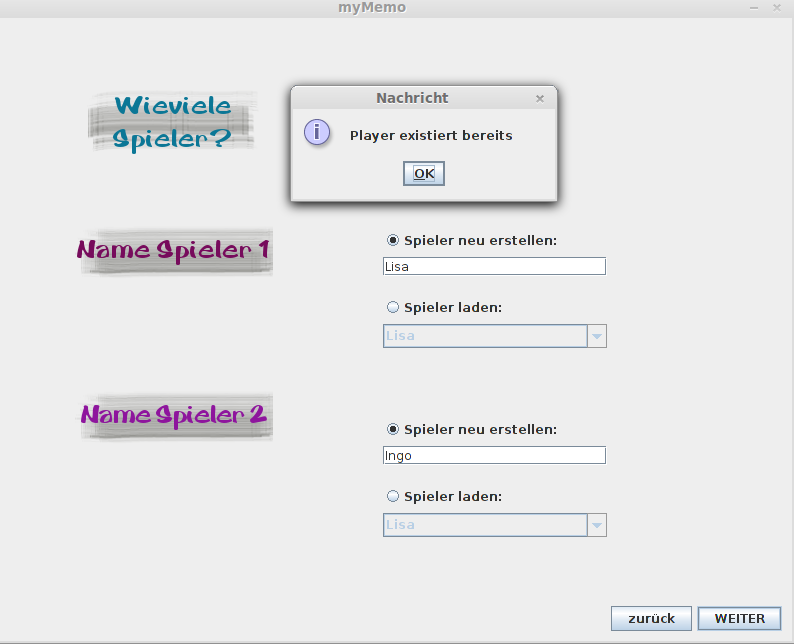 myMemo
Wieviele
Spieler?
Nachricht
Player existiert bereits
OK
Name Spieler 1
Spieler neu erstellen:
Lisa
Spieler laden:
Lisa
Name Spieler 2
Spieler neu erstellen:
Ingo
Spieler laden:
Lisa
zurück
WEITER